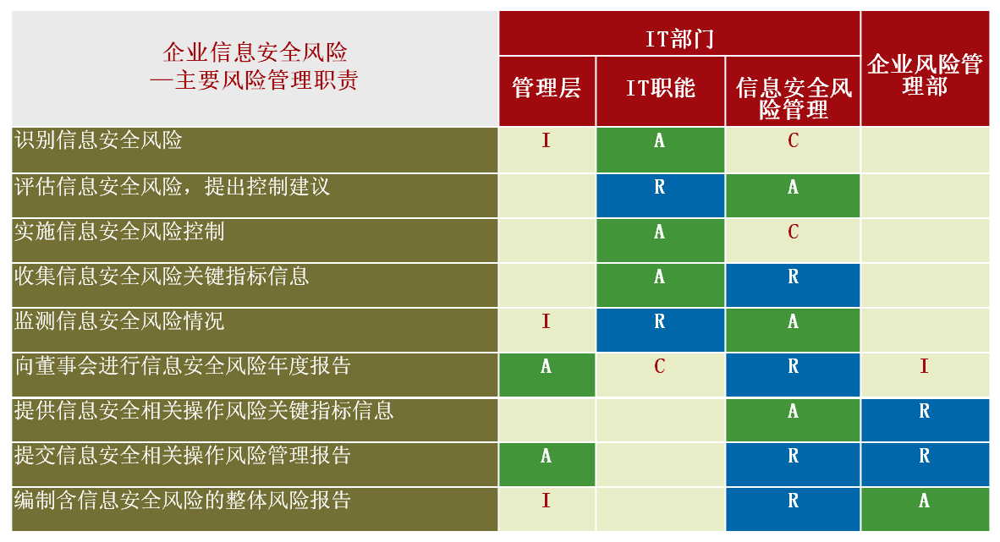 企业信息安全风险
—主要风险管理职责
IT部门
企业风险管
理部
管理层
IT职能
信息安全风
险管理
识别信息安全风险
I
A
C
评估信息安全风险，提出控制建议
R
A
实施信息安全风险控制
A
C
收集信息安全风险关键指标信息
A
R
监测信息安全风险情况
I
R
A
向董事会进行信息安全风险年度报告
A
C
R
I
提供信息安全相关操作风险关键指标信息
A
R
提交信息安全相关操作风险管理报告
A
R
R
编制含信息安全风险的整体风险报告
I
R
A